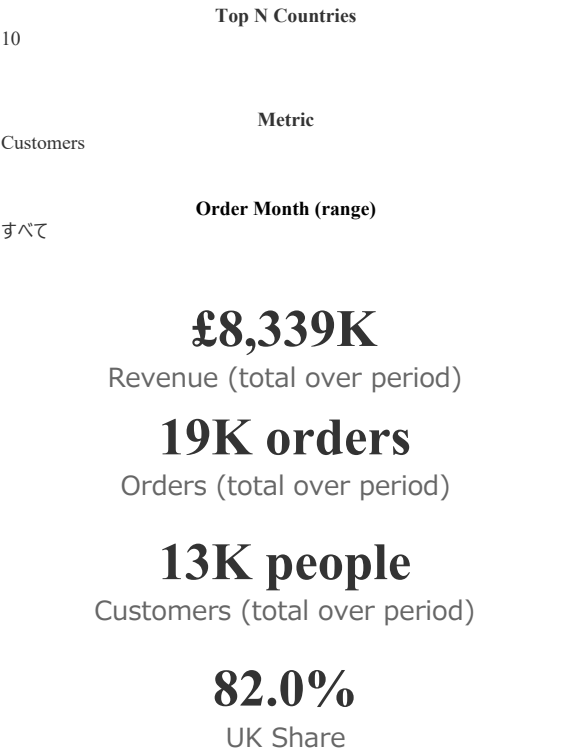 Top N Countries
10
Metric
Customers
Order Month (range)
すべて
£8,339K
Revenue (total over period)
19K orders
Orders (total over period)
13K people
Customers (total over period)
82.0%
UK Share